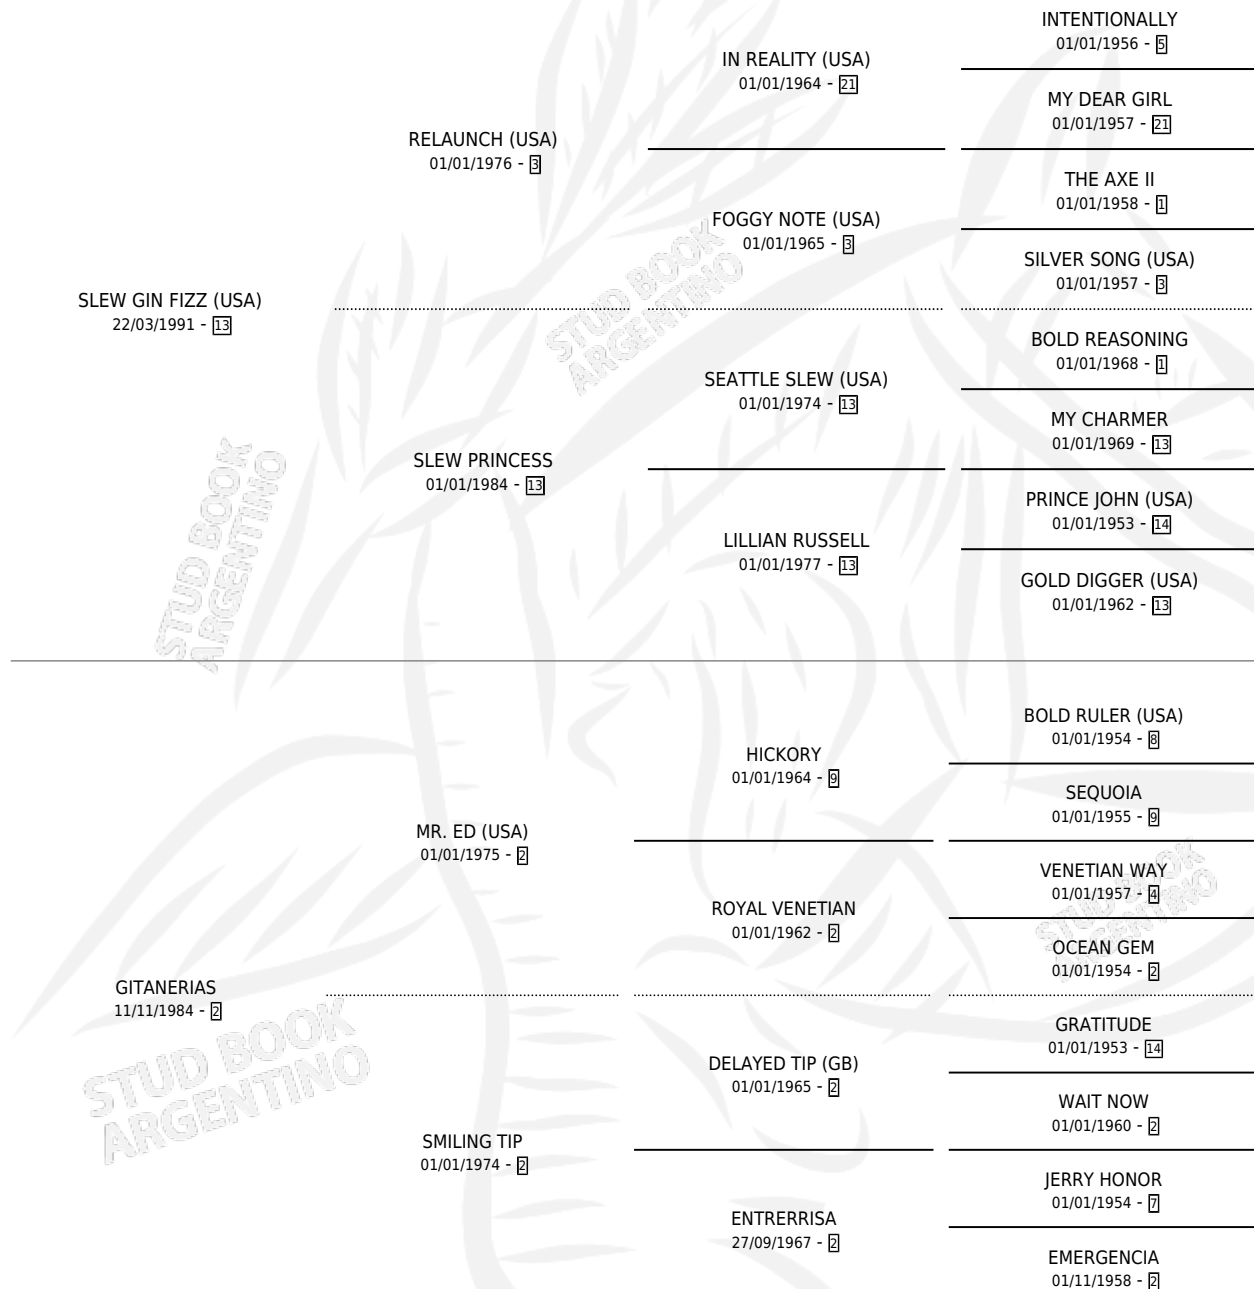 INTENTIONALLY
01/01/1956 - 5
IN REALITY (USA)
01/01/1964 - 21
MY DEAR GIRL
01/01/1957 - 21
RELAUNCH (USA)
01/01/1976 - 3
THE AXE II
01/01/1958 - 1
FOGGY NOTE (USA)
01/01/1965 - 3
SILVER SONG (USA)
01/01/1957 - 3
SLEW GIN FIZZ (USA)
22/03/1991 - 13
BOLD REASONING
01/01/1968 - 1
SEATTLE SLEW (USA)
01/01/1974 - 13
MY CHARMER
01/01/1969 - 13
SLEW PRINCESS
01/01/1984 - 13
PRINCE JOHN (USA)
01/01/1953 - 14
LILLIAN RUSSELL
01/01/1977 - 13
GOLD DIGGER (USA)
01/01/1962 - 13
BOLD RULER (USA)
01/01/1954 - 8
HICKORY
01/01/1964 - 9
SEQUOIA
01/01/1955 - 9
MR. ED (USA)
01/01/1975 - 2
VENETIAN WAY
01/01/1957 - 4
ROYAL VENETIAN
01/01/1962 - 2
OCEAN GEM
01/01/1954 - 2
GITANERIAS
11/11/1984 - 2
GRATITUDE
01/01/1953 - 14
DELAYED TIP (GB)
01/01/1965 - 2
WAIT NOW
01/01/1960 - 2
SMILING TIP
01/01/1974 - 2
JERRY HONOR
01/01/1954 - 7
ENTRERRISA
27/09/1967 - 2
EMERGENCIA
01/11/1958 - 2
STUD BOOK
ARGENTINO
STUD BOOK
ARGENTINO
STUD BOOK
ARGENTINO
STUD BOOK
ARGENTINO